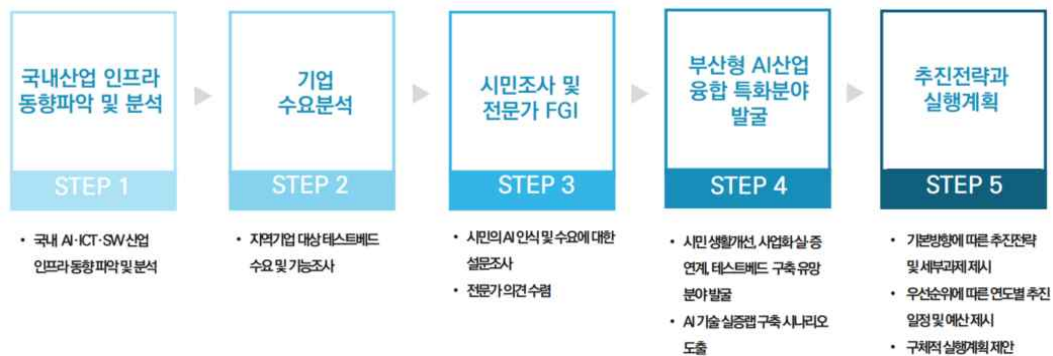 국내산업 인프라
동향파악 및 분석
STEP 1
• 국내 AI·ICT·SW 산업
인프라 동향 파악 및 분석
기업
수요분석
STEP 2
• 지역기업 대상 테스트베드
수요 및 기능조사
시민조사 및
전문가 FGI
STEP 3
• 시민의 AI 인식 및 수요에 대한
설문조사
• 전문가 의견 수렴
부산형 AI산업
융합 특화분야
발굴
STEP 4
• 시민 생활개선, 사업화실·증
연계, 테스트베드 구축 유망
분야 발굴
• AI 기술 실증랩 구축 시나리오
도출
추진전략과
실행계획
STEP 5
• 기본방향에 따른 추진전략
및 세부과제 제시
• 우선순위에 따른 연도별 추진
일정 및 예산 제시
• 구체적 실행계획 제안